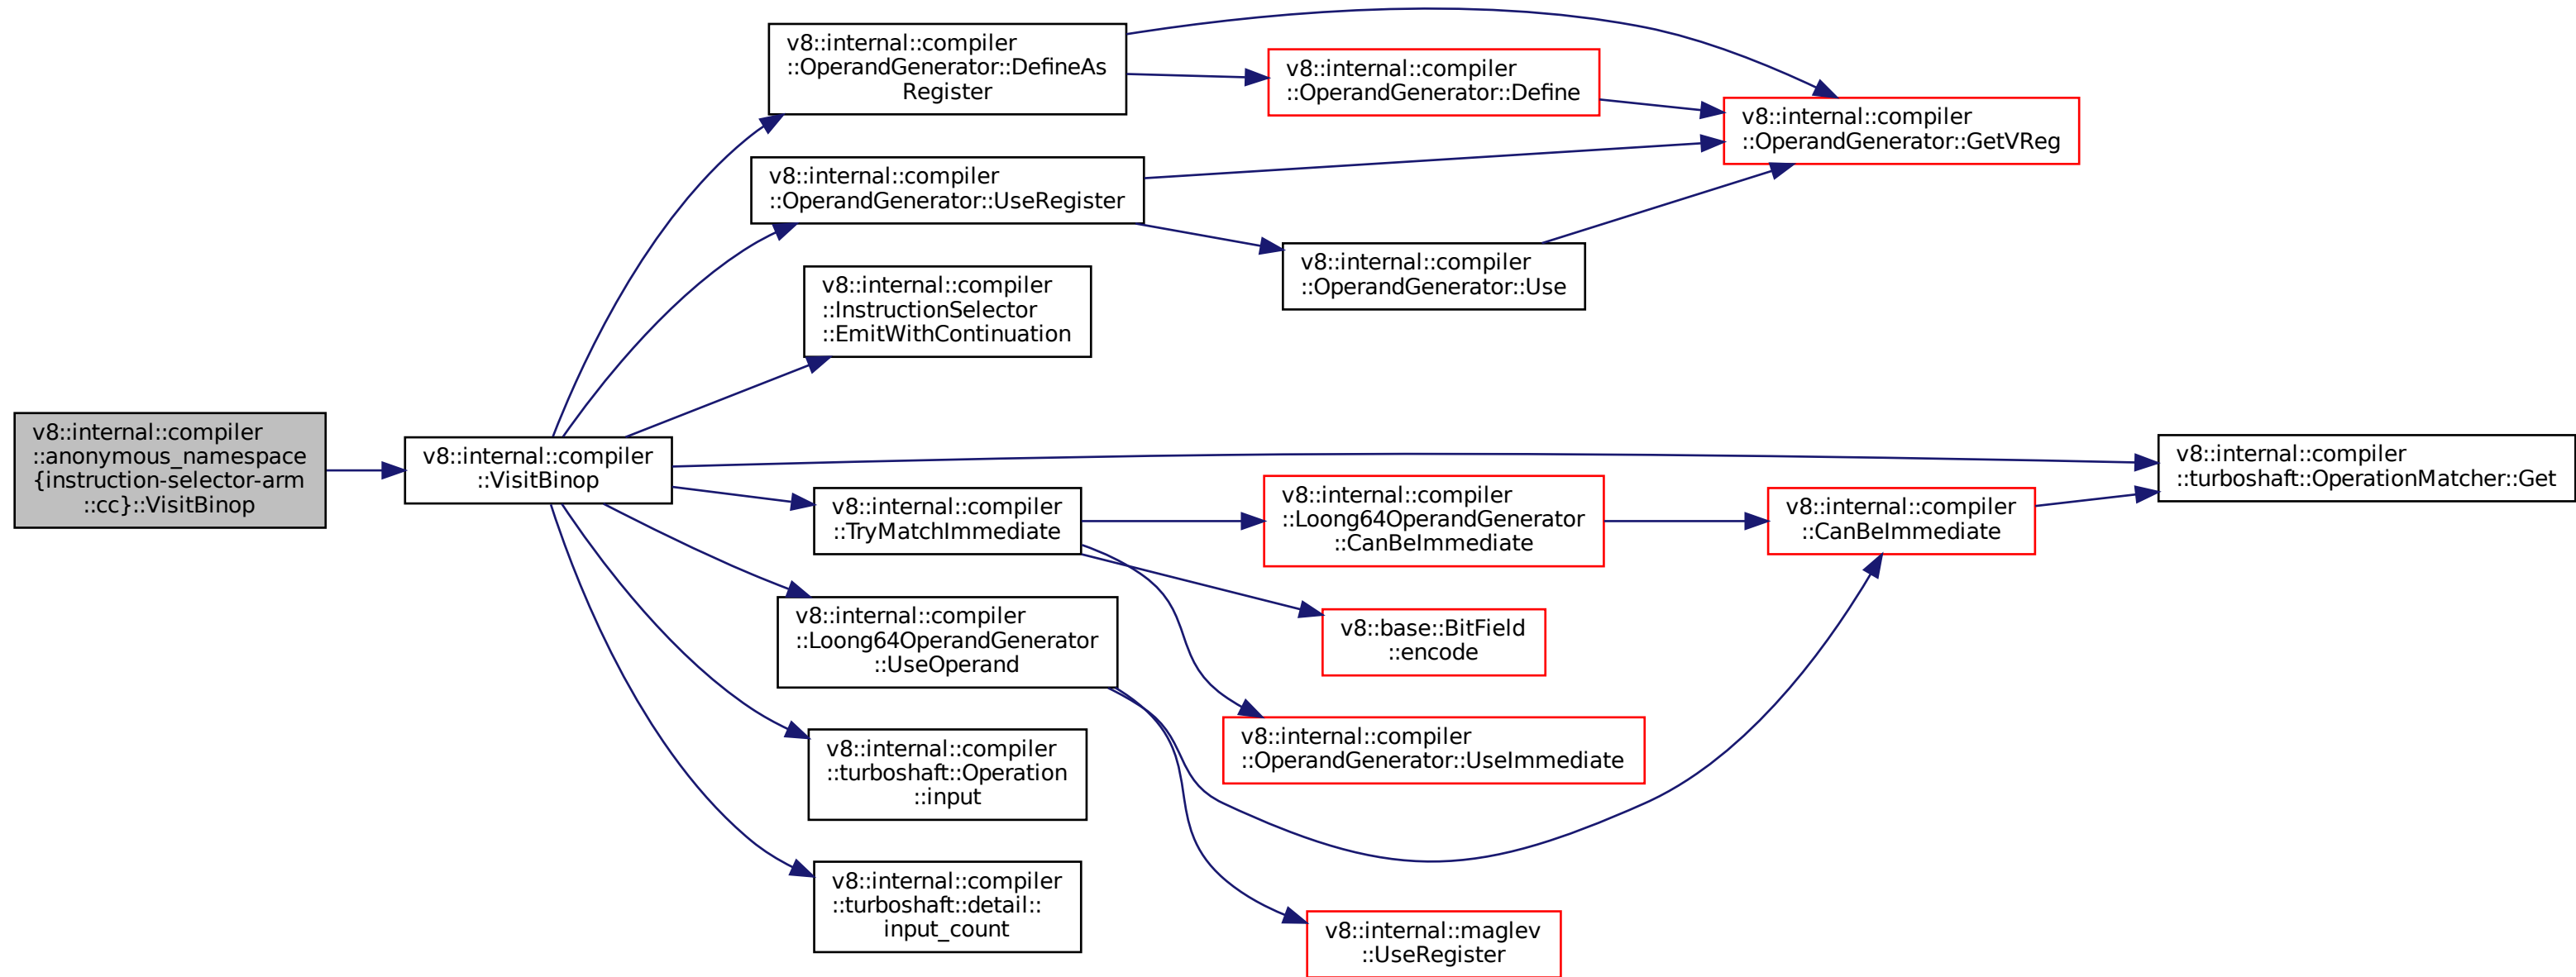 v8::internal::compiler
::anonymous_namespace
{instruction-selector-arm
::cc}::VisitBinop
v8::internal::compiler
::VisitBinop
v8::internal::compiler
::OperandGenerator::DefineAs
Register
v8::internal::compiler
::OperandGenerator::UseRegister
v8::internal::compiler
::InstructionSelector
::EmitWithContinuation
v8::internal::compiler
::TryMatchImmediate
v8::internal::compiler
::Loong64OperandGenerator
::UseOperand
v8::internal::compiler
::turboshaft::Operation
::input
v8::internal::compiler
::turboshaft::detail::
input_count
v8::internal::compiler
::OperandGenerator::Define
v8::internal::compiler
::OperandGenerator::Use
v8::internal::compiler
::Loong64OperandGenerator
::CanBeImmediate
v8::base::BitField
::encode
v8::internal::compiler
::OperandGenerator::UseImmediate
v8::internal::maglev
::UseRegister
v8::internal::compiler
::OperandGenerator::GetVReg
v8::internal::compiler
::CanBeImmediate
v8::internal::compiler
::turboshaft::OperationMatcher::Get